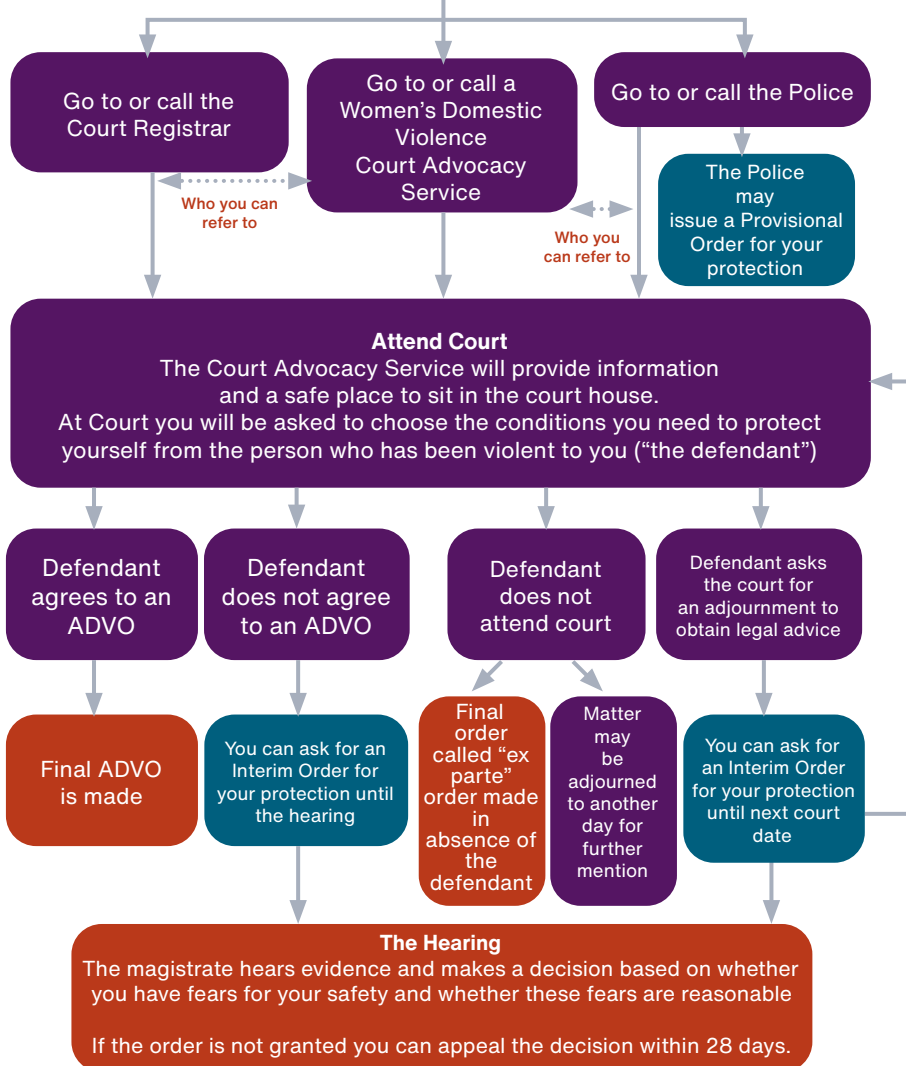 Go to or call the
Court Registrar
Go to or call a
Women's Domestic
Violence
Court Advocacy
Service
Go to or call the Police
Who you can
refer to
Who you
can refer to
The Police
may
issue a Provisional
Order for your
protection
Attend Court
The Court Advocacy Service will provide information
and a safe place to sit in the court house.
At Court you will be asked to choose the conditions you need to protect
yourself from the person who has been violent to you (“the defendant”)
Defendant
agrees to an
ADVO
Defendant
does not agree
to an ADVO
Defendant
does not
attend court
Defendant asks
the court for
an adjournment to
obtain legal advice
Final ADVO
is made
You can ask for an
Interim Order for
your protection until
the hearing
Final
order
called “ex
parte”
order made
in
absence of
the
defendant
Matter
may
be
adjourned
to another
day for
further
mention
You can ask for
an Interim Order
for your protection
until next court
date
The Hearing
The magistrate hears evidence and makes a decision based on whether
you have fears for your safety and whether these fears are reasonable
If the order is not granted you can appeal the decision within 28 days.